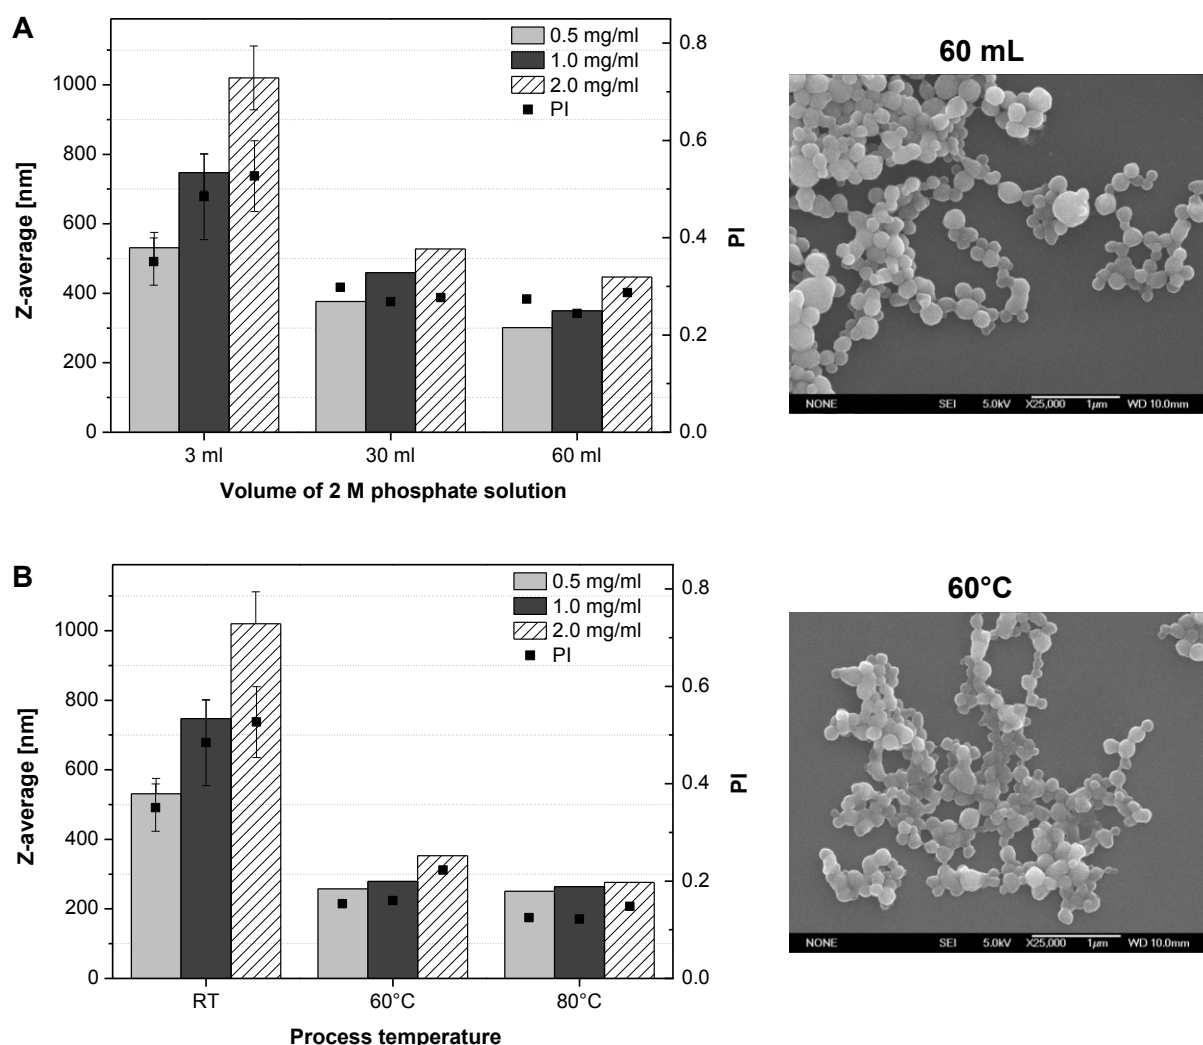 A
0.5 mg/ml
1.0 mg/ml
2.0 mg/ml
PI
1000
800
600
400
200
0
0.8
0.6
0.4
0.2
0.0
Z-average [nm]
PI
3 ml 30 ml 60 ml
Volume of 2 M phosphate solution
60 mL
NONE SEI 5.0kV X25,000 1µm WD 10.0mm
B
0.5 mg/ml
1.0 mg/ml
2.0 mg/ml
PI
1000
800
600
400
200
0
0.8
0.6
0.4
0.2
0.0
Z-average [nm]
PI
RT 60°C 80°C
Process temperature
60°C
NONE SEI 5.0kV X25,000 1µm WD 10.0mm